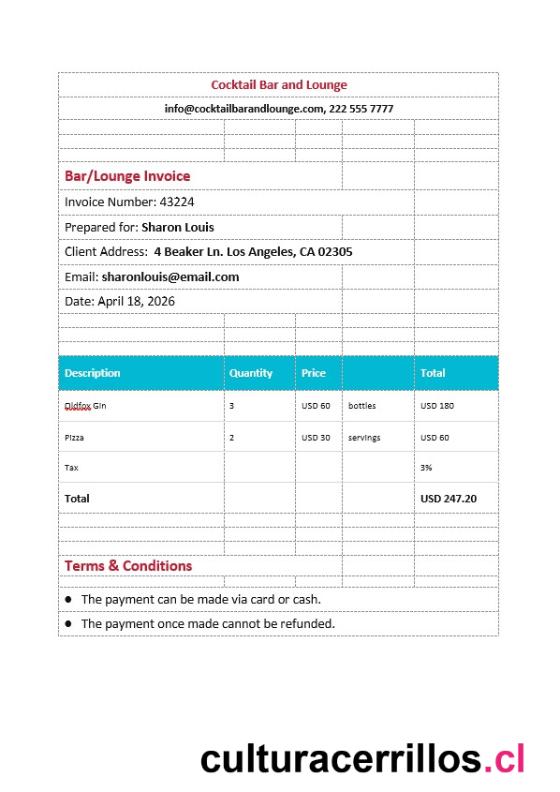 Cocktail Bar and Lounge
info@cocktailbarandlounge.com, 222 555 7777
Bar/Lounge Invoice
Invoice Number: 43224
Prepared for: Sharon Louis
Client Address: 4 Beaker Ln. Los Angeles, CA 02305
Email: sharonlouis@email.com
Date: April 18, 2026
Description Quantity Price Total
Oldfox Gin 3 USD 60 bottles USD 180
Pizza 2 USD 30 servings USD 60
Tax 3%
Total USD 247.20
Terms & Conditions
● The payment can be made via card or cash.
● The payment once made cannot be refunded.
culturacerrillos.cl